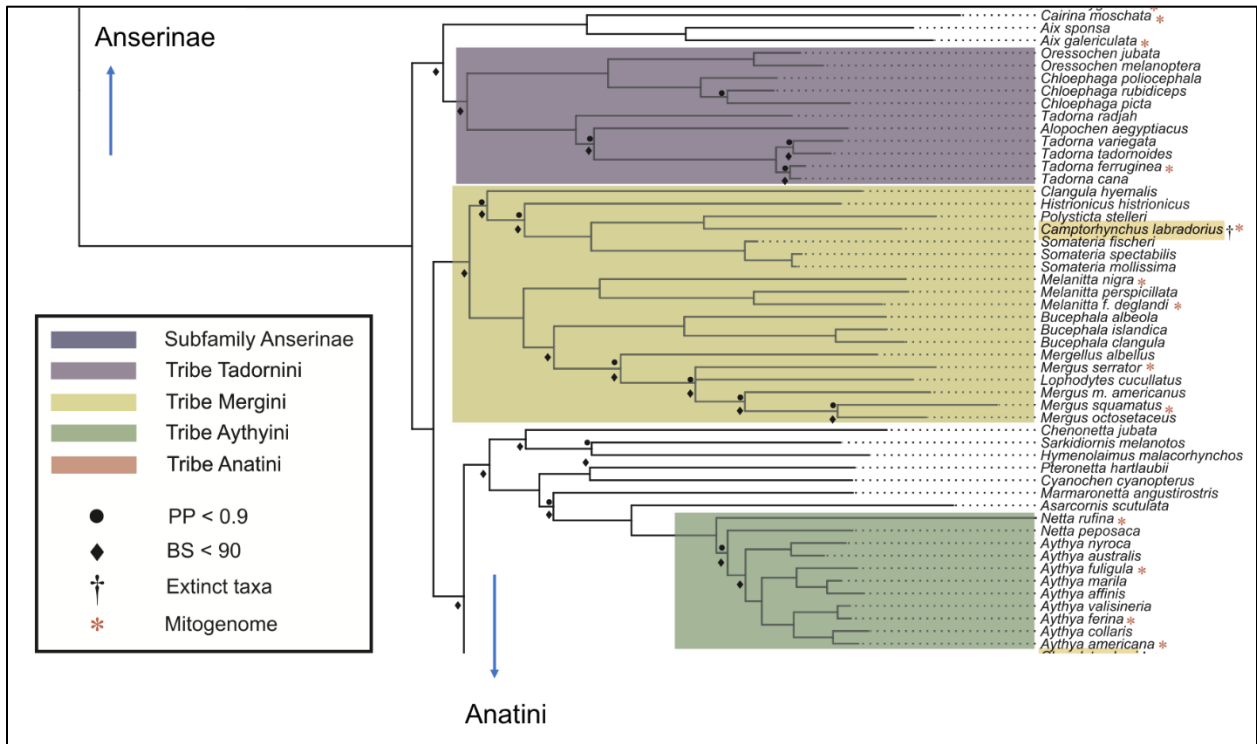 Anserinae
Cairina moschata *
Aix sponsa
Aix galericulata *
Oressochen jubata
Oressochen melanoptera
Chloephaga poliocephala
Chloephaga rubidiceps
Chloephaga picta
Tadorna radjah
Alopochen aegyptiacus
Tadorna variegata
Tadorna tadornoides
Tadorna ferruginea *
Tadorna cana
Clangula hyemalis
Histrionicus histrionicus
Polysticta stelleri
Camptorhynchus labradorius † *
Somateria fischeri
Somateria spectabilis
Somateria mollissima
Melanitta nigra *
Melanitta perspicillata
Melanitta f. deglandi *
Bucephala albeola
Bucephala islandica
Bucephala clangula
Mergellus albellus
Mergus serrator *
Lophodytes cucullatus
Mergus m. americanus
Mergus squamatus *
Mergus octosetaceus
Chenonetta jubata
Sarkidiornis melanotos
Hymenolaimus malacorhynchos
Pteronetta hartlaubii
Cyanochen cyanopterus
Marmaronetta angustirostris
Asarcornis scutulata
Netta rufina *
Netta peposaca
Aythya nyroca
Aythya australis
Aythya fuligula *
Aythya marila
Aythya affinis
Aythya valisineria
Aythya ferina *
Aythya collaris
Aythya americana *
Subfamily Anserinae
Tribe Tadornini
Tribe Mergini
Tribe Aythyini
Tribe Anatini
PP < 0.9
BS < 90
† Extinct taxa
* Mitogenome
Anatini